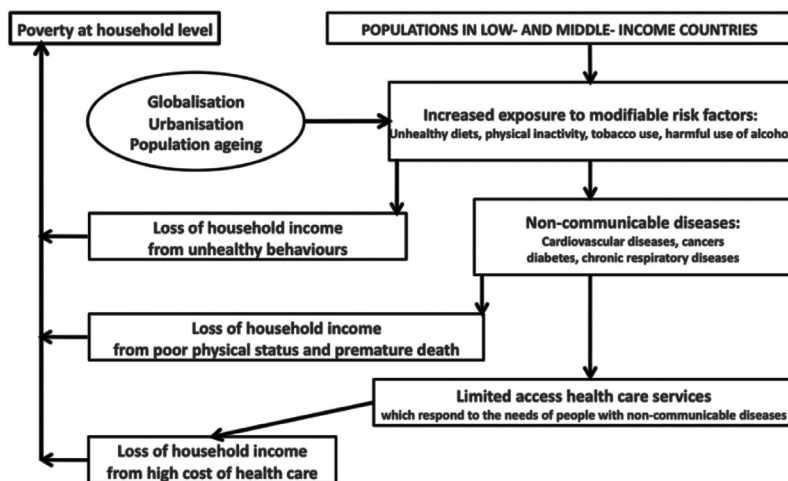 Poverty at household level
POPULATIONS IN LOW- AND MIDDLE- INCOME COUNTRIES
Globalisation
Urbanisation
Population ageing
Increased exposure to modifiable risk factors:
Unhealthy diets, physical inactivity, tobacco use, harmful use of alcohol
Loss of household income
from unhealthy behaviours
Non-communicable diseases:
Cardiovascular diseases, cancers
diabetes, chronic respiratory diseases
Loss of household income
from poor physical status and premature death
Limited access health care services
which respond to the needs of people with non-communicable diseases
Loss of household income
from high cost of health care